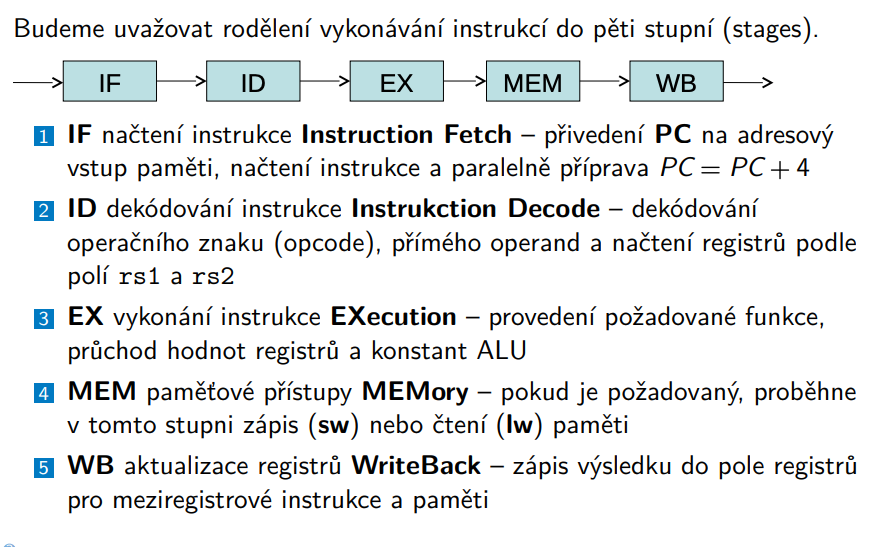 Budeme uvažovat rodělení vykonávání instrukcí do pěti stupní (stages).
IF ID EX MEM WB
1 IF načtení instrukce Instruction Fetch – přivedení PC na adresový
vstup paměti, načtení instrukce a paralelně příprava PC = PC + 4
2 ID dekódování instrukce Instrukction Decode – dekódování
operačního znaku (opcode), přímého operand a načtení registrů podle
polí rs1 a rs2
3 EX vykonání instrukce EXecution – provedení požadované funkce,
průchod hodnot registrů a konstant ALU
4 MEM paměťové přístupy MEMory – pokud je požadovaný, proběhne
v tomto stupni zápis (sw) nebo čtení (lw) paměti
5 WB aktualizace registrů WriteBack – zápis výsledku do pole registrů
pro meziregistrové instrukce a paměti